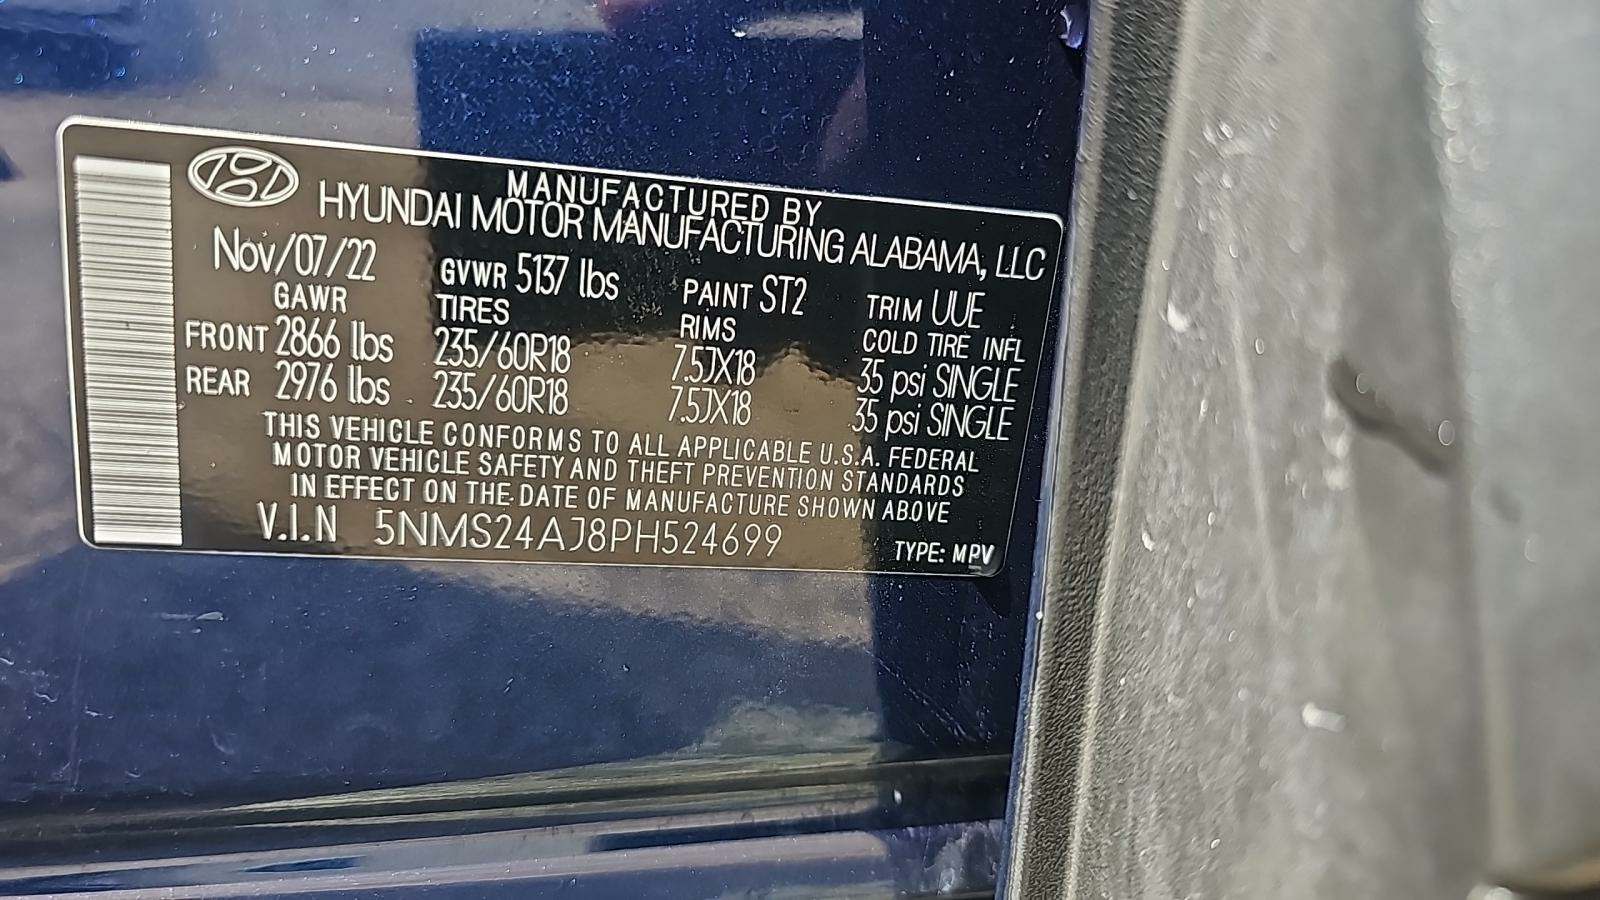 MANUFACTURED BY
HYUNDAI MOTOR MANUFACTURING ALABAMA, LLC
Nov/07/22 GVWR 5137 lbs PAINT ST2 TRIM UUE
GAWR TIRES RIMS COLD TIRE INFL
FRONT 2866 lbs 235/60R18 7.5JX18 35 psi SINGLE
REAR 2976 lbs 235/60R18 7.5JX18 35 psi SINGLE
THIS VEHICLE CONFORMS TO ALL APPLICABLE U.S.A. FEDERAL
MOTOR VEHICLE SAFETY AND THEFT PREVENTION STANDARDS
IN EFFECT ON THE DATE OF MANUFACTURE SHOWN ABOVE
V.I.N 5NMS24AJ8PH524699 TYPE: MPV